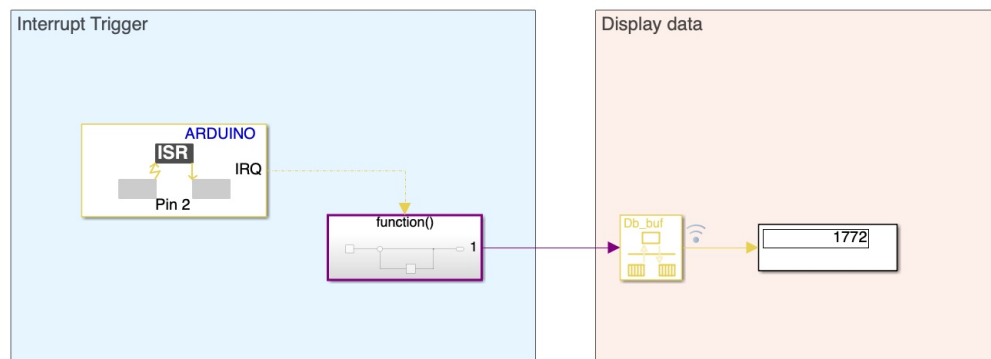 Interrupt Trigger
ARDUINO
ISR
IRQ
Pin 2
function()
1
Display data
Db_buf
1772